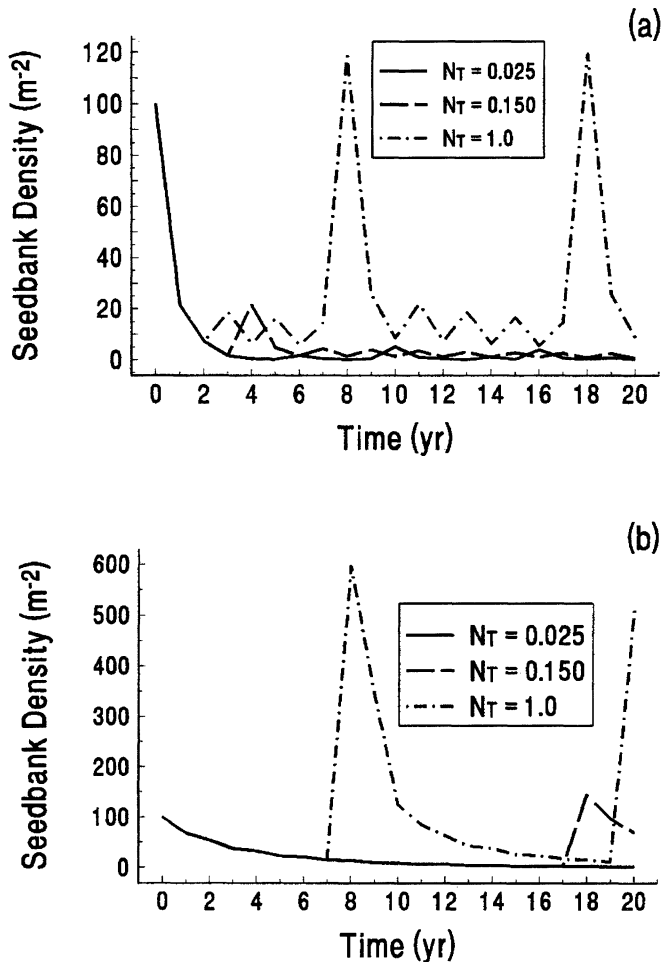 (a)
Seedbank Density (m-2)
120
100
80
60
40
20
0
NT = 0.025
NT = 0.150
NT = 1.0
0 2 4 6 8 10 12 14 16 18 20
Time (yr)
(b)
Seedbank Density (m-2)
600
500
400
300
200
100
0
NT = 0.025
NT = 0.150
NT = 1.0
0 2 4 6 8 10 12 14 16 18 20
Time (yr)